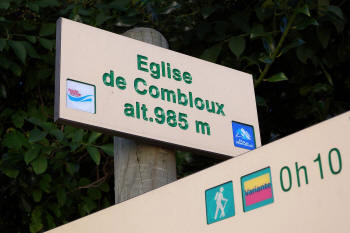 Eglise
de Combloux
alt.985 m
Variante
0h10